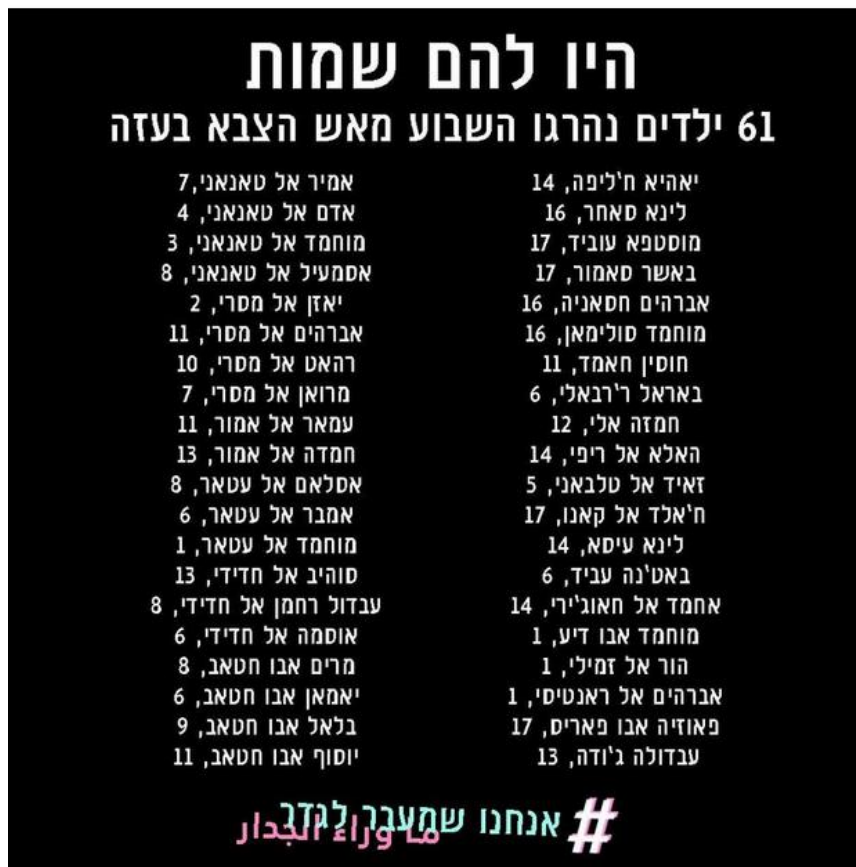 היו להם שמות
61 ילדים נהרגו השבוע מאש הצבא בעזה
יאהיא ח'ליפה, 14
לינא סאחר, 16
מוסטפא עוביד, 17
באשר סאמור, 17
אברהים חסאניה, 16
מוחמד סולימאן, 16
חוסין חאמד, 11
באראל ר'רבאלי, 6
חמזה אלי, 12
האלא אל ריפי, 14
זאיד אל טלבאני, 5
ח'אלד אל קאנו, 17
לינא עיסא, 14
באט'נה עביד, 6
אחמד אל חאוג'ירי, 14
מוחמד אבו דיע, 1
הור אל זמילי, 1
אברהים אל ראנטיסי, 1
פאוזיה אבו פאריס, 17
עבדולה ג'ודה, 13
אמיר אל טאנאני,7
אדם אל טאנאני, 4
מוחמד אל טאנאני, 3
אסמעיל אל טאנאני, 8
יאזן אל מסרי, 2
אברהים אל מסרי, 11
רהאט אל מסרי, 10
מרואן אל מסרי, 7
עמאר אל אמור, 11
חמדה אל אמור, 13
אסלאם אל עטאר, 8
אמבר אל עטאר, 6
מוחמד אל עטאר, 1
סוהיב אל חדידי, 13
עבדול רחמן אל חדידי, 8
אוסמה אל חדידי, 6
מרים אבו חטאב, 8
יאמאן אבו חטאב, 6
בלאל אבו חטאב, 9
יוסוף אבו חטאב, 11
# אנחנו שמעבר לגדר
ما وراء الجدار